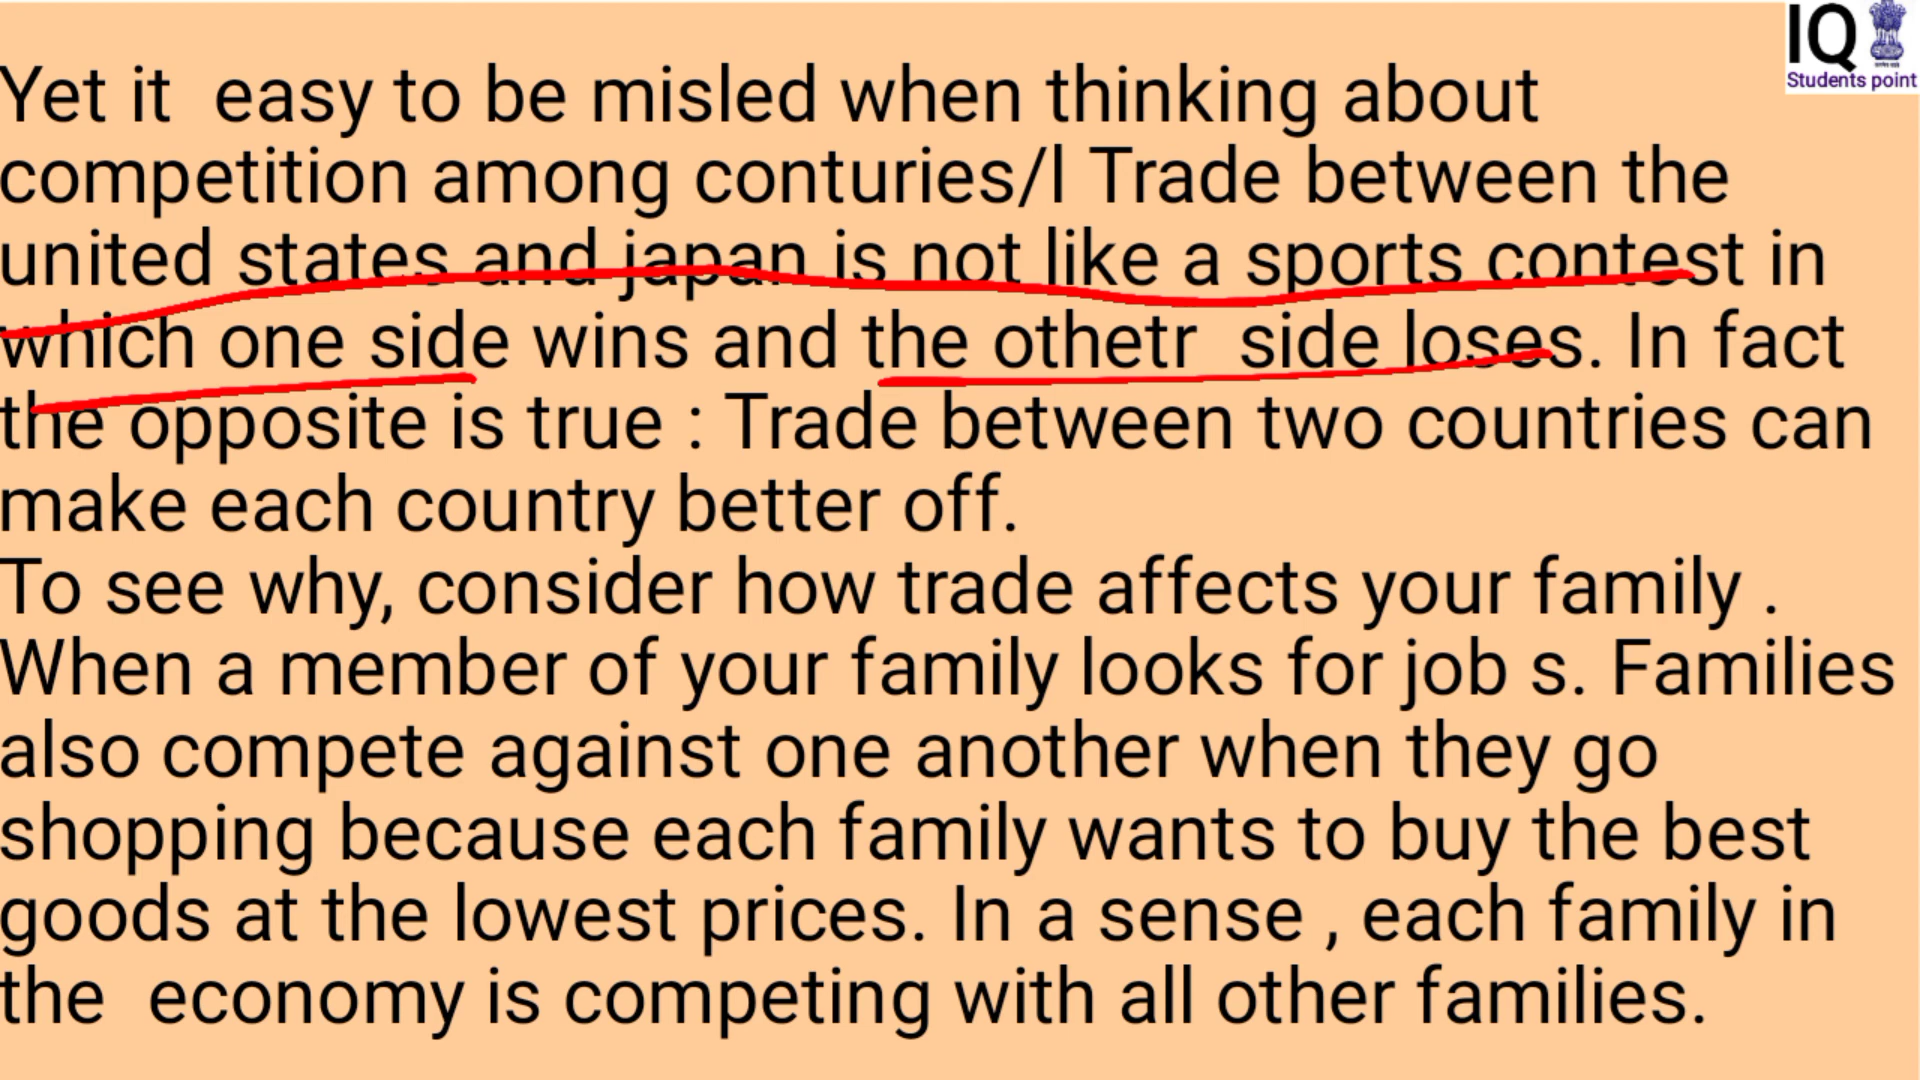 IQ
Students point
Yet it  easy to be misled when thinking about
competition among conturies/l Trade between the
united states and japan is not like a sports contest in
which one side wins and the othetr  side loses. In fact
the opposite is true : Trade between two countries can
make each country better off.
To see why, consider how trade affects your family .
When a member of your family looks for job s. Families
also compete against one another when they go
shopping because each family wants to buy the best
goods at the lowest prices. In a sense , each family in
the  economy is competing with all other families.